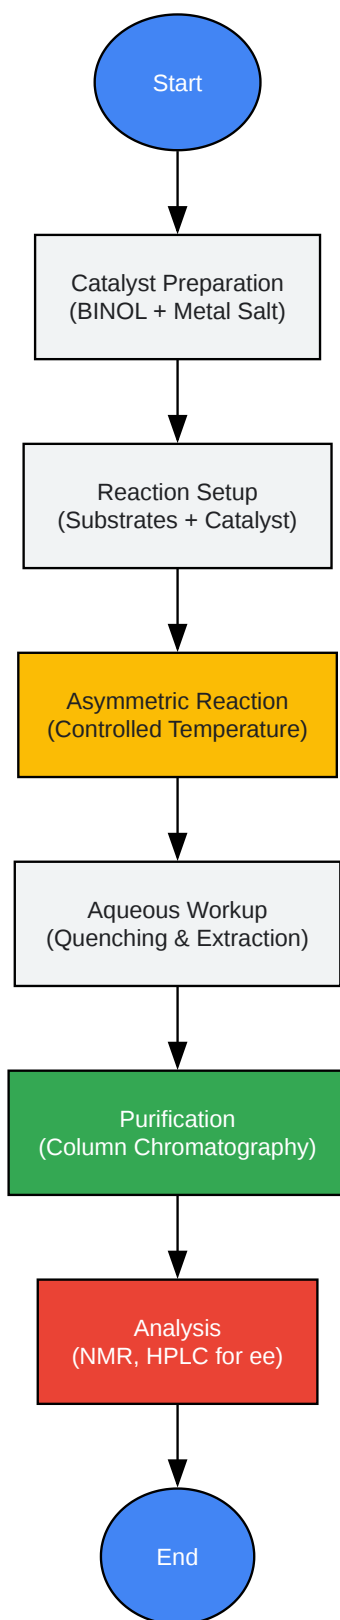 Start
Catalyst Preparation
(BINOL + Metal Salt)
Reaction Setup
(Substrates + Catalyst)
Asymmetric Reaction
(Controlled Temperature)
Aqueous Workup
(Quenching & Extraction)
Purification
(Column Chromatography)
Analysis
(NMR, HPLC for ee)
End